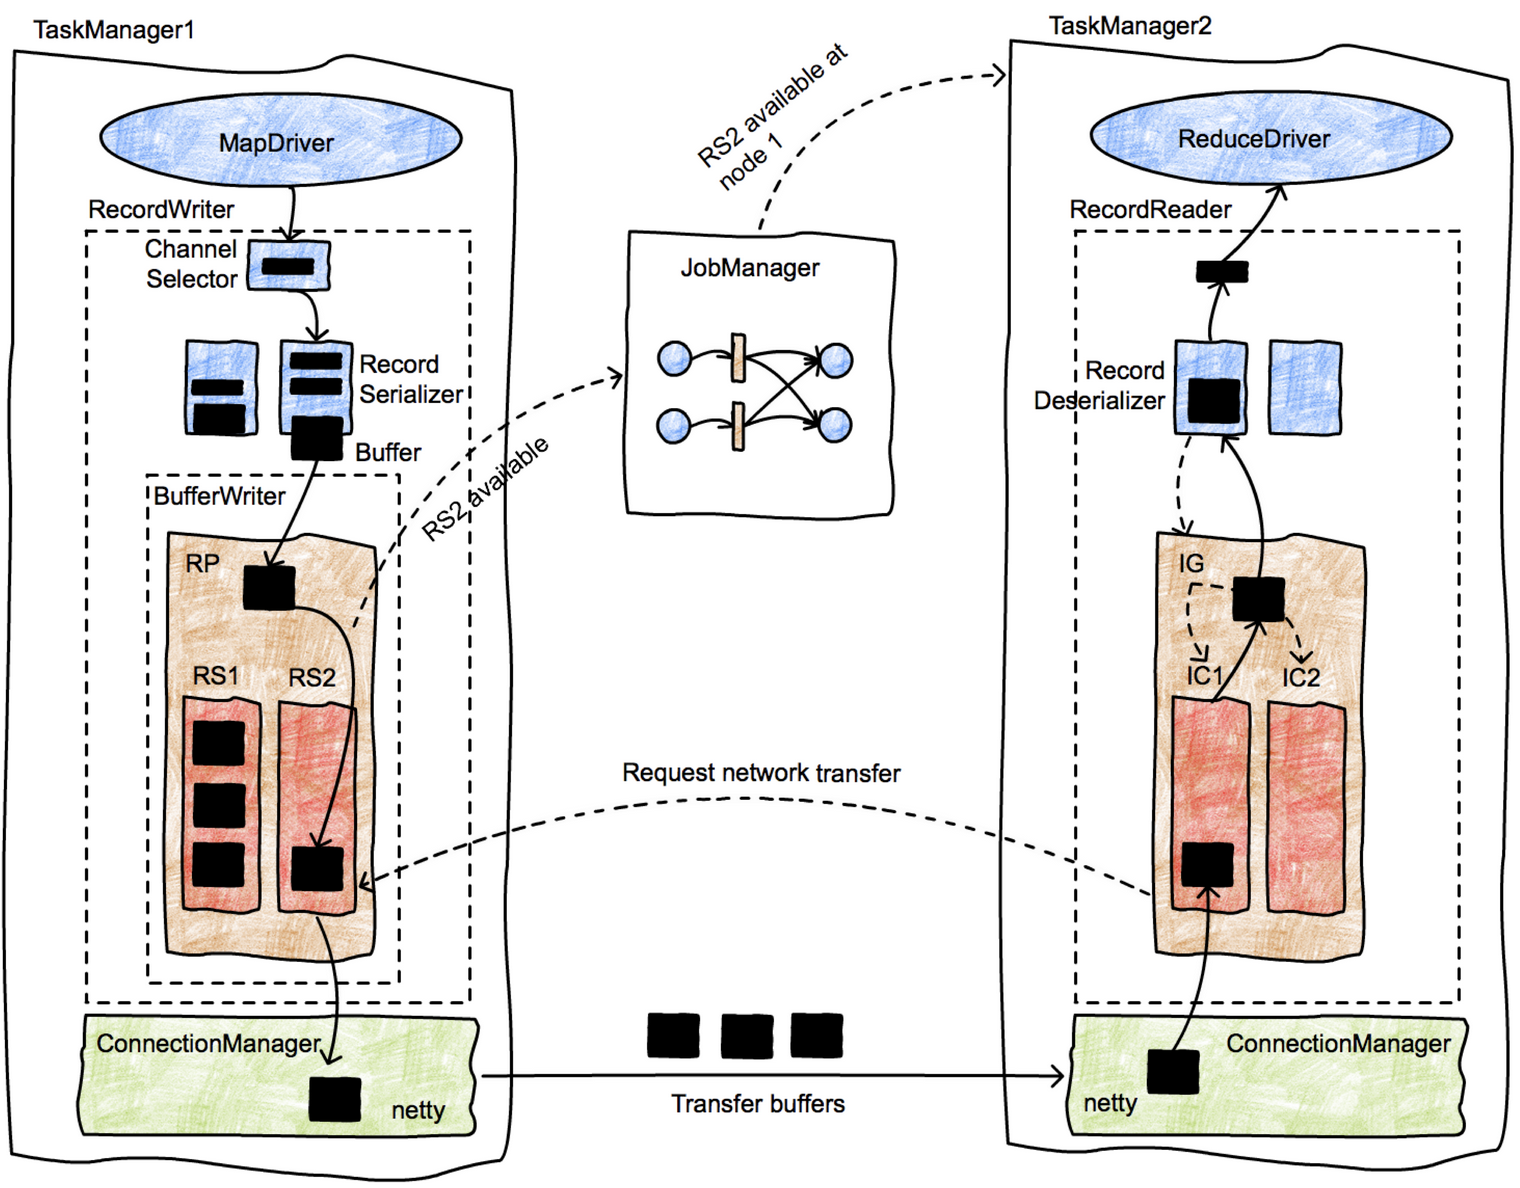 TaskManager1
MapDriver
RecordWriter
Channel
Selector
Record
Serializer
Buffer
BufferWriter
RP
RS1
RS2
ConnectionManager
netty
RS2 available
RS2 available at
node 1
JobManager
Request network transfer
Transfer buffers
TaskManager2
ReduceDriver
RecordReader
Record
Deserializer
IG
IC1
IC2
ConnectionManager
netty